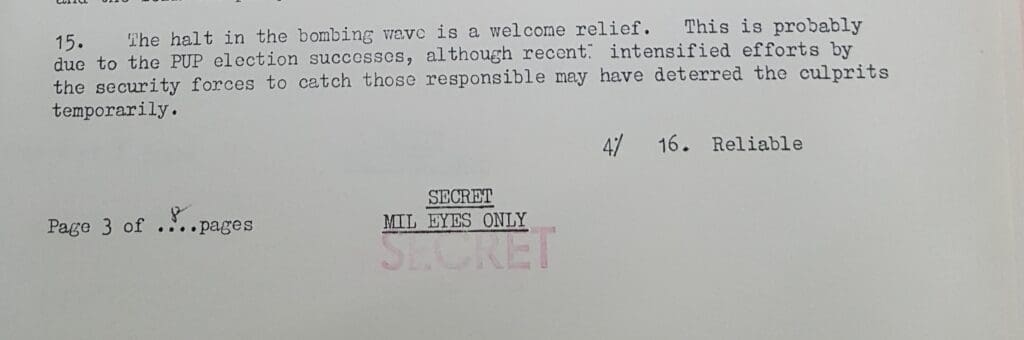 15. The halt in the bombing wave is a welcome relief. This is probably
due to the PUP election successes, although recent intensified efforts by
the security forces to catch those responsible may have deterred the culprits
temporarily.
4/ 16. Reliable
SECRET
MIL EYES ONLY
Page 3 of ..8..pages
SECRET